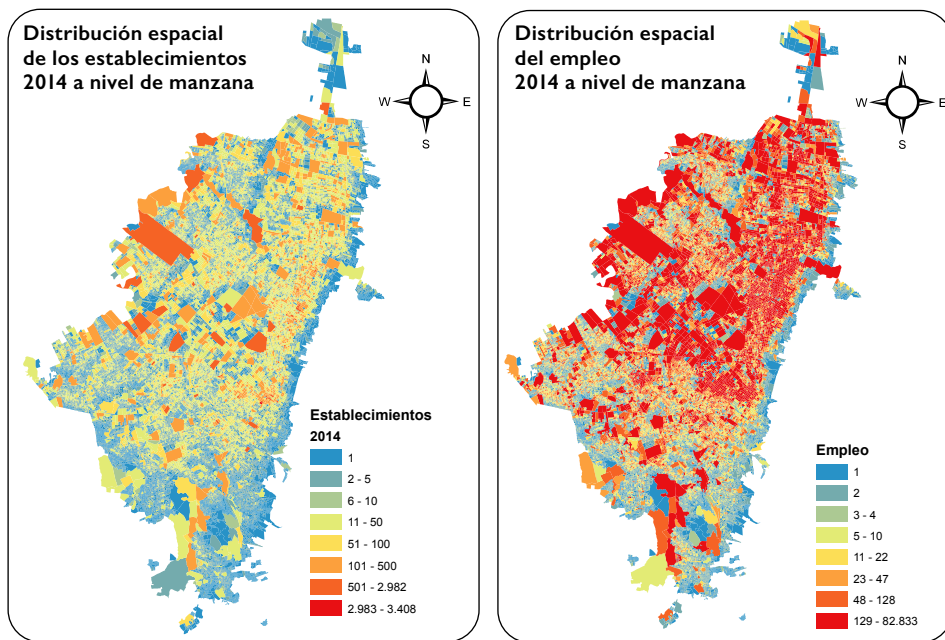 Distribución espacial
de los establecimientos
2014 a nivel de manzana
N
W
E
S
Establecimientos
2014
1
2 - 5
6 - 10
11 - 50
51 - 100
101 - 500
501 - 2.982
2.983 - 3.408
Distribución espacial
del empleo
2014 a nivel de manzana
N
W
E
S
Empleo
1
2
3 - 4
5 - 10
11 - 22
23 - 47
48 - 128
129 - 82.833